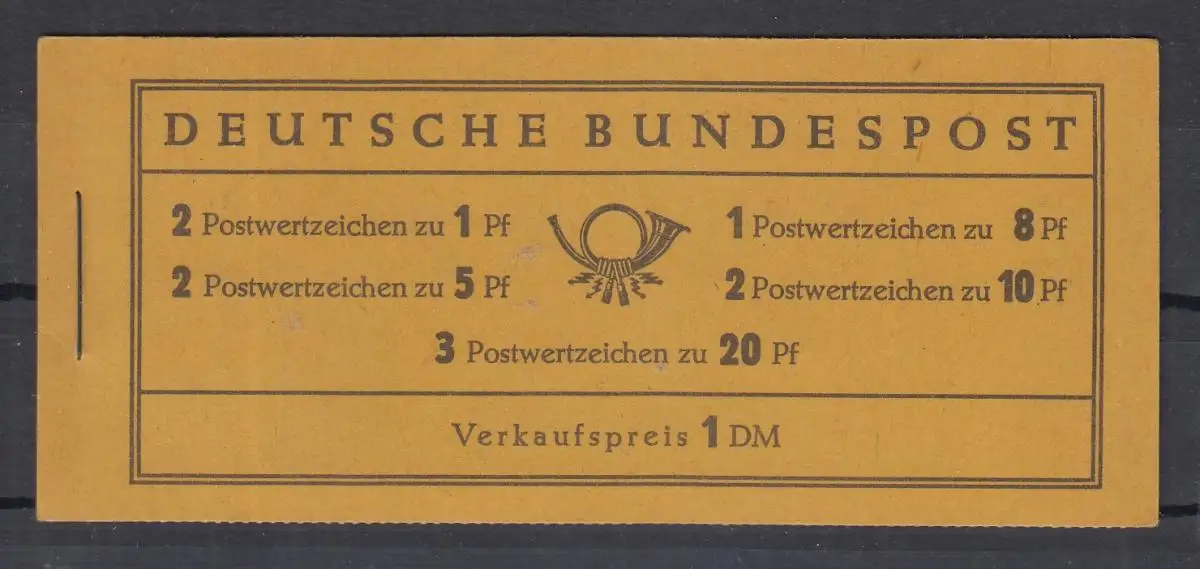 DEUTSCHE BUNDESPOST
2 Postwertzeichen zu 1 Pf
1 Postwertzeichen zu 8 Pf
2 Postwertzeichen zu 5 Pf
2 Postwertzeichen zu 10 Pf
3 Postwertzeichen zu 20 Pf
Verkaufspreis 1 DM